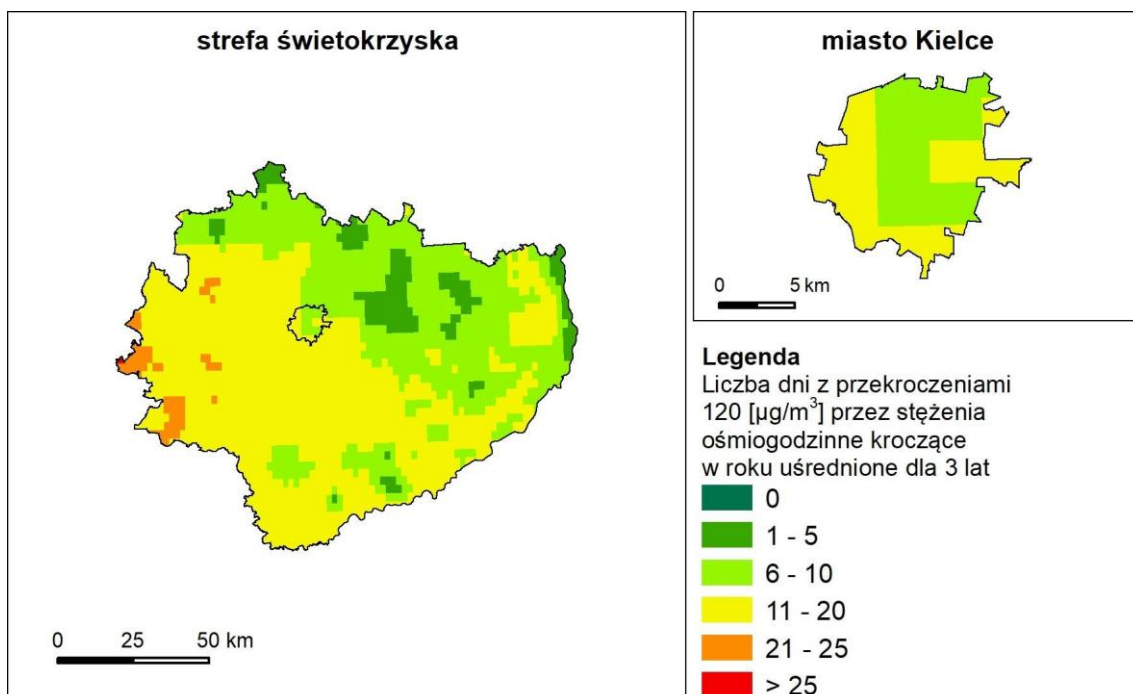 strefa świetokrzyska
0 25 50 km
miasto Kielce
0 5 km
Legenda
Liczba dni z przekroczeniami
120 [µg/m³] przez stężenia
ośmiogodzinne kroczące
w roku uśrednione dla 3 lat
0
1 - 5
6 - 10
11 - 20
21 - 25
> 25